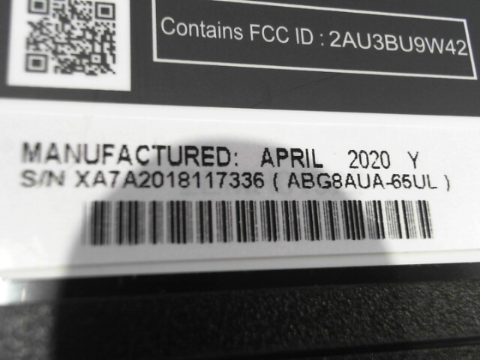 Contains FCC ID : 2AU3BU9W42
MANUFACTURED: APRIL 2020 Y
S/N XA7A2018117336 ( ABG8AUA-65UL )